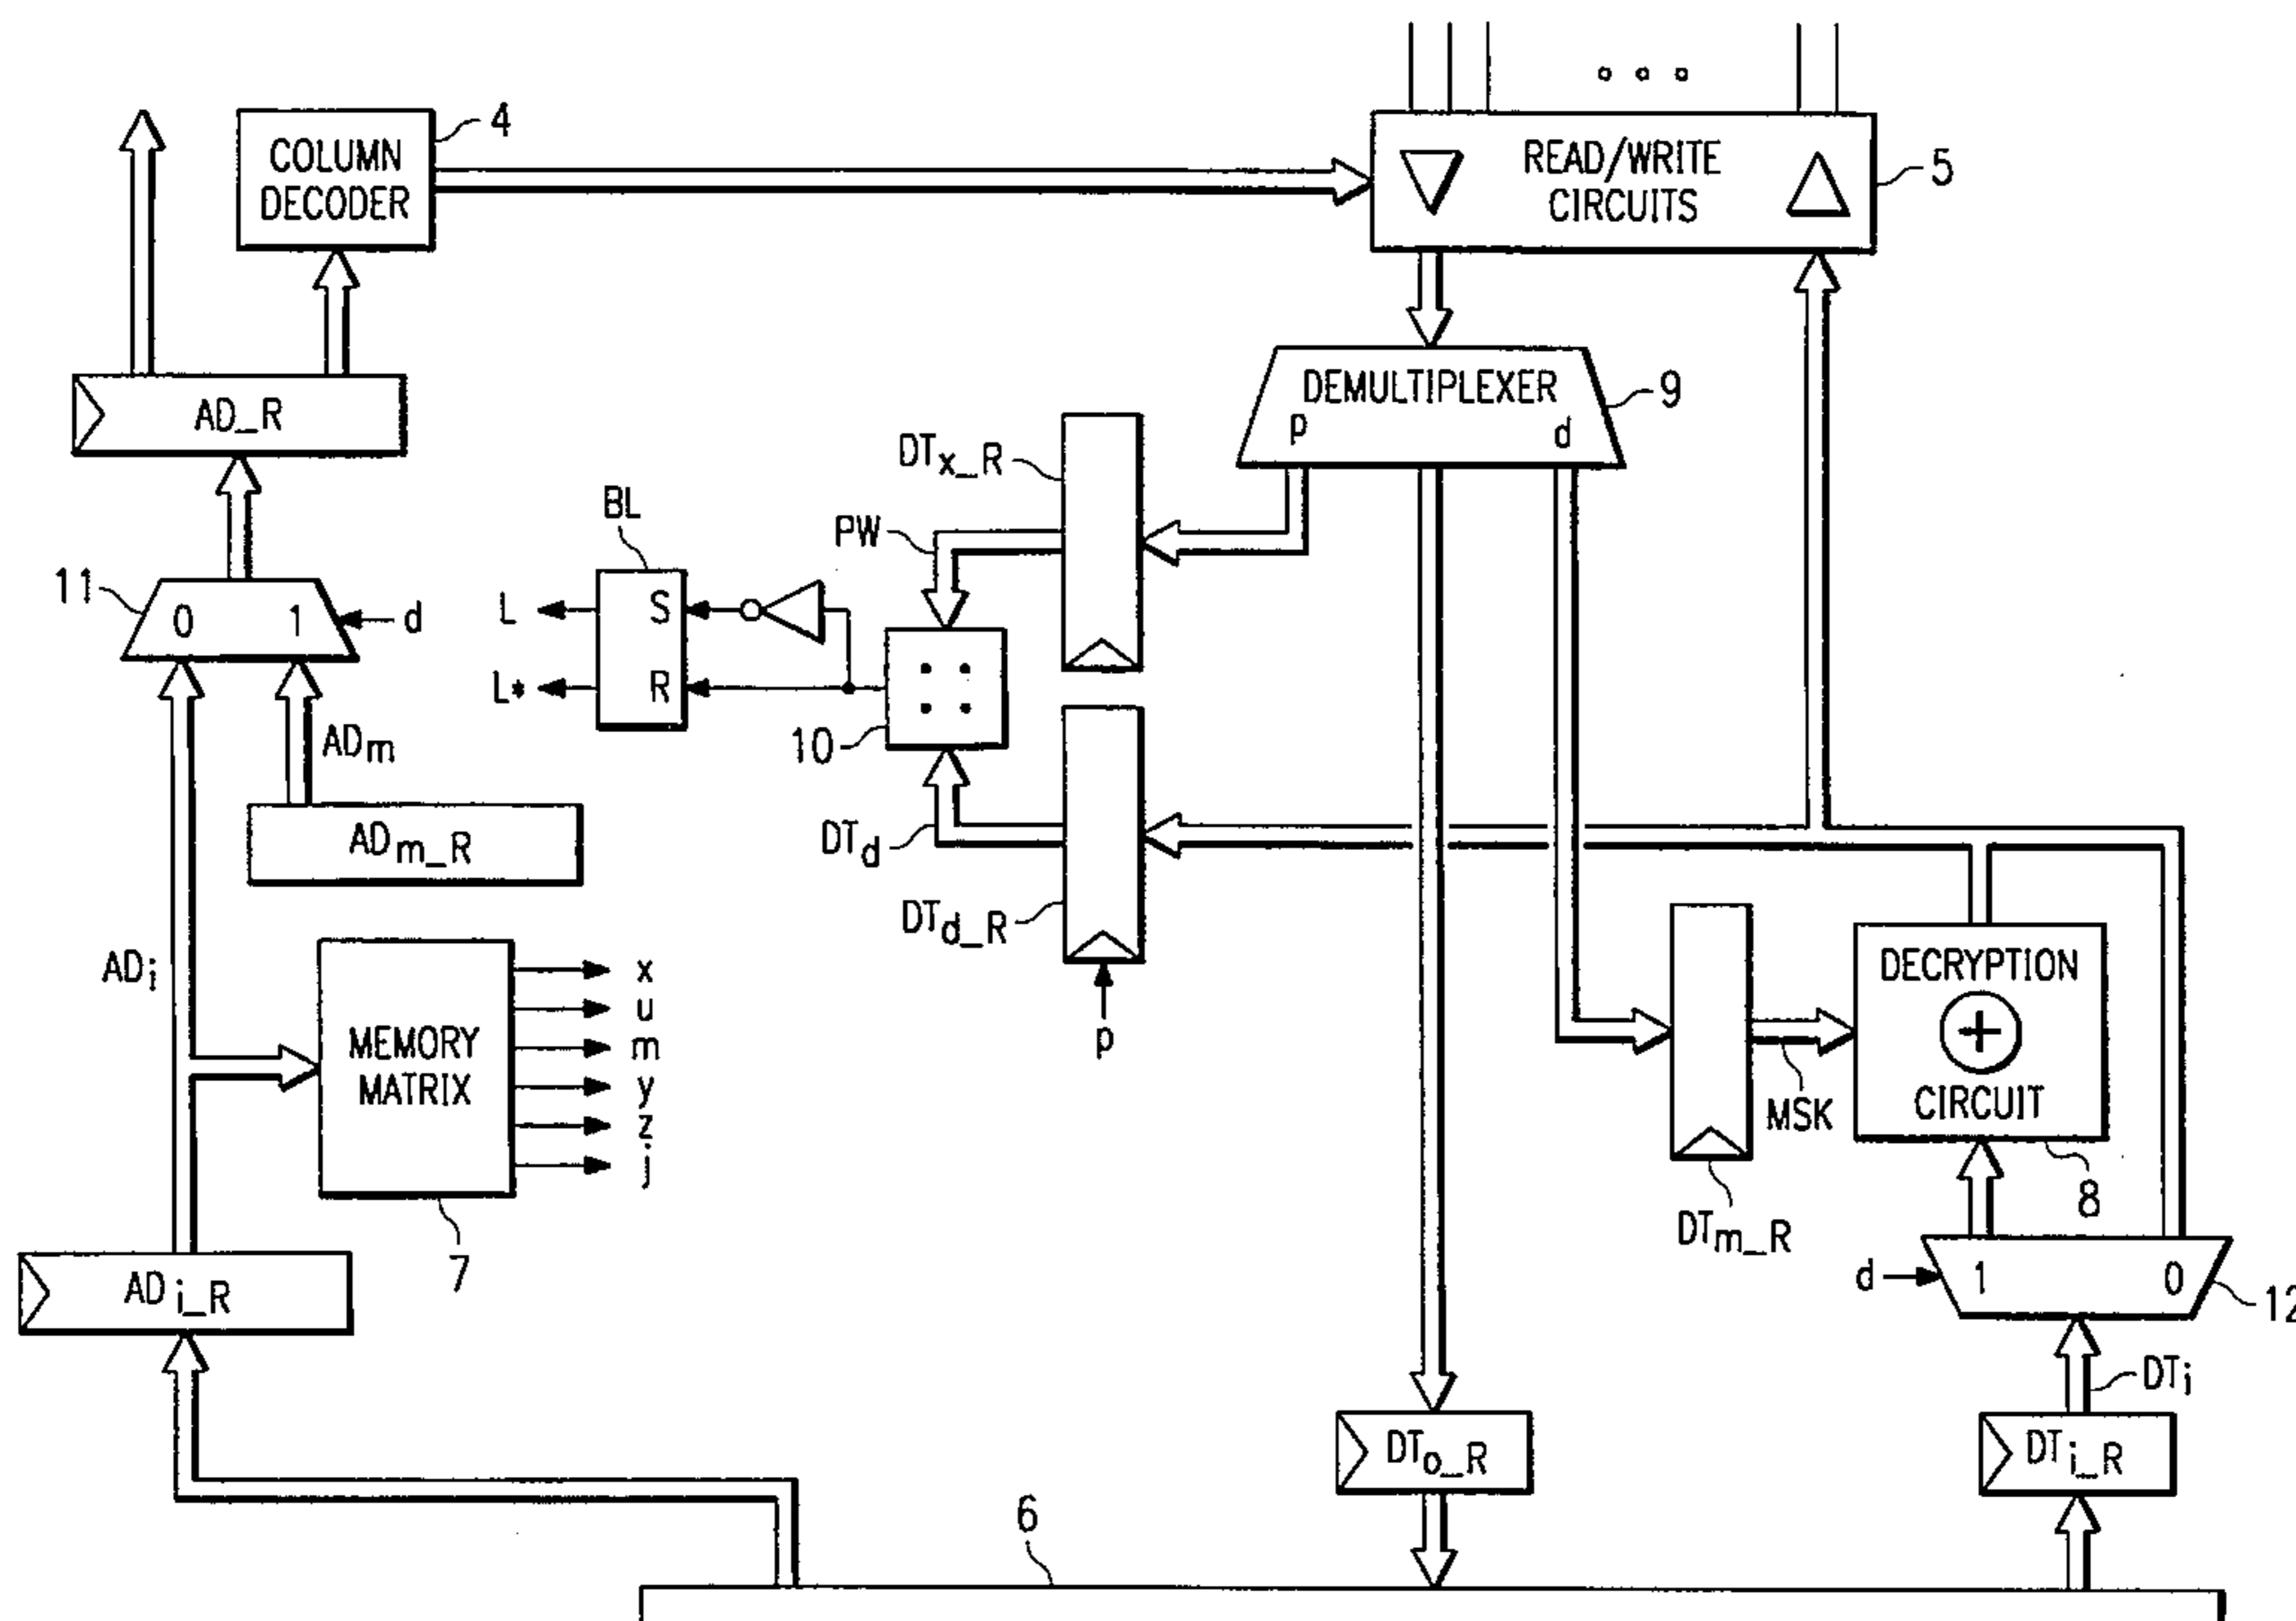 4
COLUMN
DECODER
READ/WRITE
CIRCUITS
5
AD_R
DEMULTIPLEXER
p
d
9
DTx_R
BL
PW
11
0
1
d
L
S
L*
R
10
ADm
ADm_R
DTd
DTd_R
p
ADi
MEMORY
MATRIX
x
u
m
y
z
j
7
DECRYPTION
+
CIRCUIT
8
MSK
DTm_R
d
1
0
12
ADi_R
DTi
DTo_R
DTi_R
6